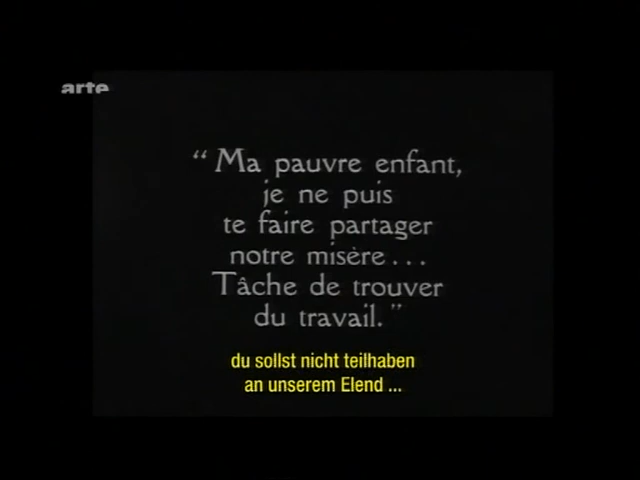 arte
“Ma pauvre enfant,
je ne puis
te faire partager
notre misère...
Tâche de trouver
du travail.”
du sollst nicht teilhaben
an unserem Elend ...